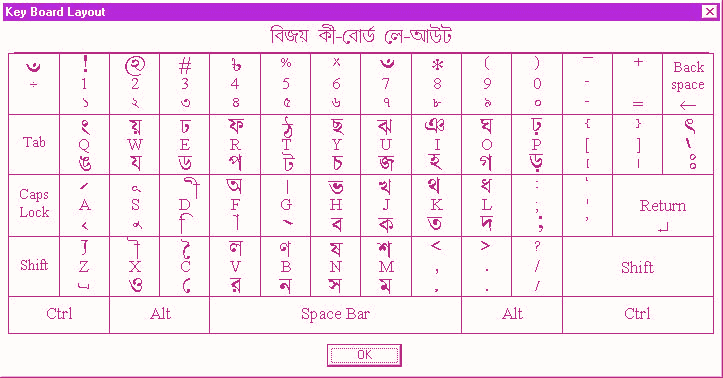 Key Board Layout
বিজয় কী-বোর্ড লে-আউট
ঁ ! # ৳ % × ঁ * ( ) – + Back
÷ 1 2 3 4 5 6 7 8 9 0 - space
১ ২ ৩ ৪ ৫ ৬ ৭ ৮ ৯ ০ - = ←
ং য় ঢ ফ ঠ ছ ঝ ঞ ঘ ঢ় { } ৎ
Tab Q W E R T Y U I O P [ ]
ঙ য ড প ট চ জ হ গ ড় [ | ঃ
ূ ী অ । ভ খ থ ধ : ‘
Caps Lock A S D F G H J K L ; ' Return
ৃ ু ি া ্ ব ক ত দ ; ’ ↵
ী ৈ ল ণ ষ শ < > ?
Shift Z X C V B N M , . / Shift
ও ে র ন স ম . . /
Ctrl Alt Space Bar Alt Ctrl
OK